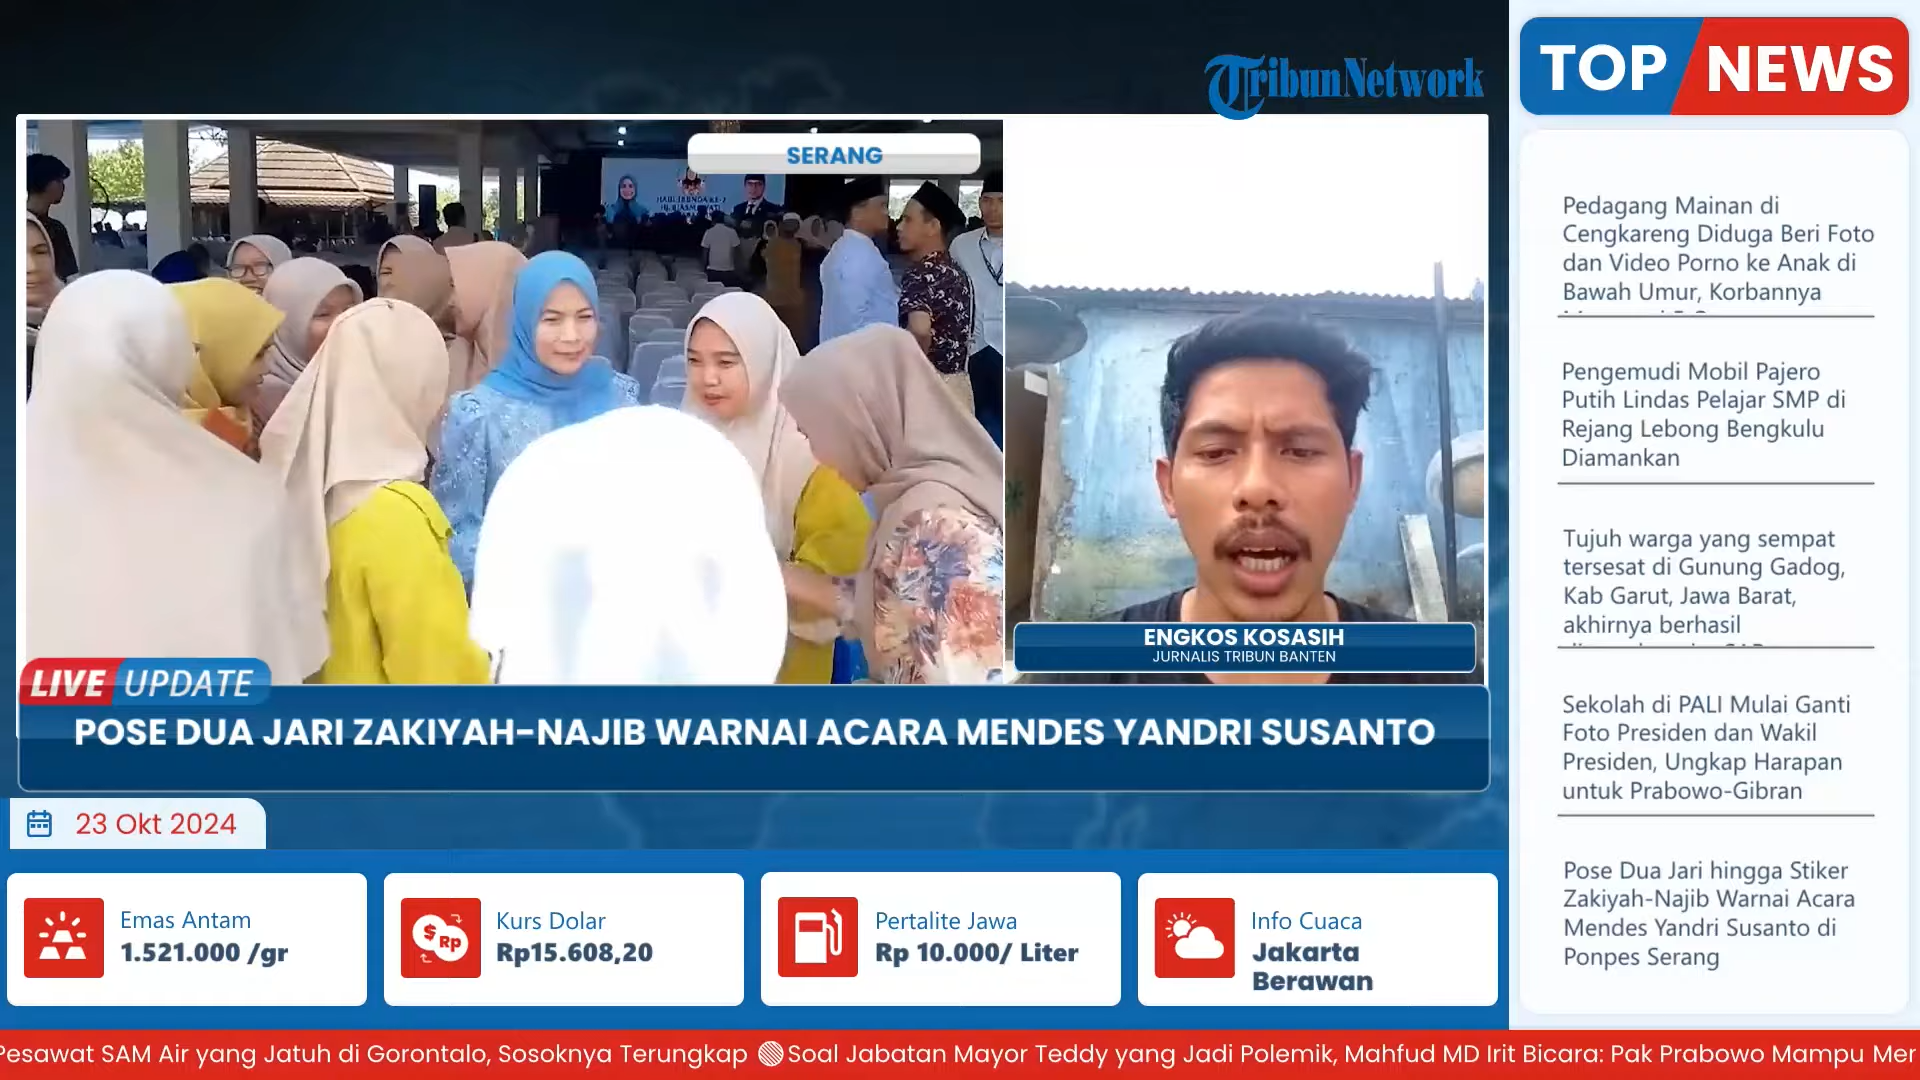 TribunNetwork
TOP NEWS
SERANG
ENGKOS KOSASIH
JURNALIS TRIBUN BANTEN
LIVE UPDATE
POSE DUA JARI ZAKIYAH-NAJIB WARNAI ACARA MENDES YANDRI SUSANTO
23 Okt 2024
Emas Antam
1.521.000 /gr
Kurs Dolar
Rp15.608,20
Pertalite Jawa
Rp 10.000/ Liter
Info Cuaca
Jakarta
Berawan
Pedagang Mainan di
Cengkareng Diduga Beri Foto
dan Video Porno ke Anak di
Bawah Umur, Korbannya
Pengemudi Mobil Pajero
Putih Lindas Pelajar SMP di
Rejang Lebong Bengkulu
Diamankan
Tujuh warga yang sempat
tersesat di Gunung Gadog,
Kab Garut, Jawa Barat,
akhirnya berhasil
Sekolah di PALI Mulai Ganti
Foto Presiden dan Wakil
Presiden, Ungkap Harapan
untuk Prabowo-Gibran
Pose Dua Jari hingga Stiker
Zakiyah-Najib Warnai Acara
Mendes Yandri Susanto di
Ponpes Serang
Pesawat SAM Air yang Jatuh di Gorontalo, Sosoknya Terungkap Soal Jabatan Mayor Teddy yang Jadi Polemik, Mahfud MD Irit Bicara: Pak Prabowo Mampu Mer